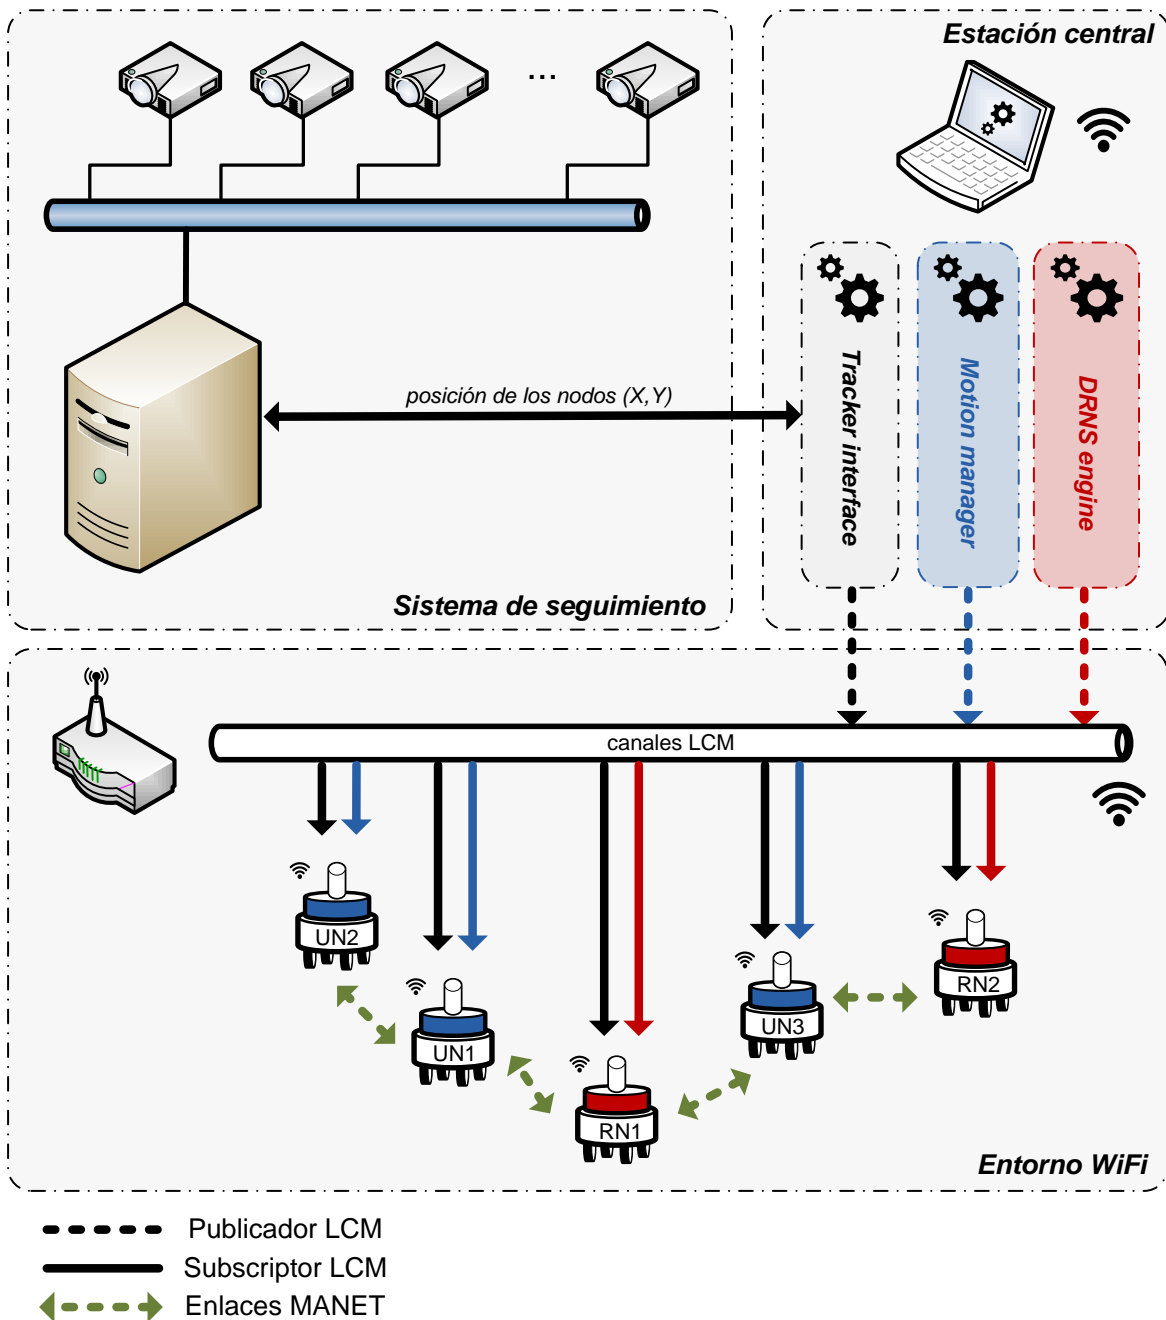 Estación central
...
Tracker interface
Motion manager
DRNS engine
posición de los nodos (X,Y)
Sistema de seguimiento
canales LCM
UN2
UN1
RN1
UN3
RN2
Entorno WiFi
Publicador LCM
Subscriptor LCM
Enlaces MANET